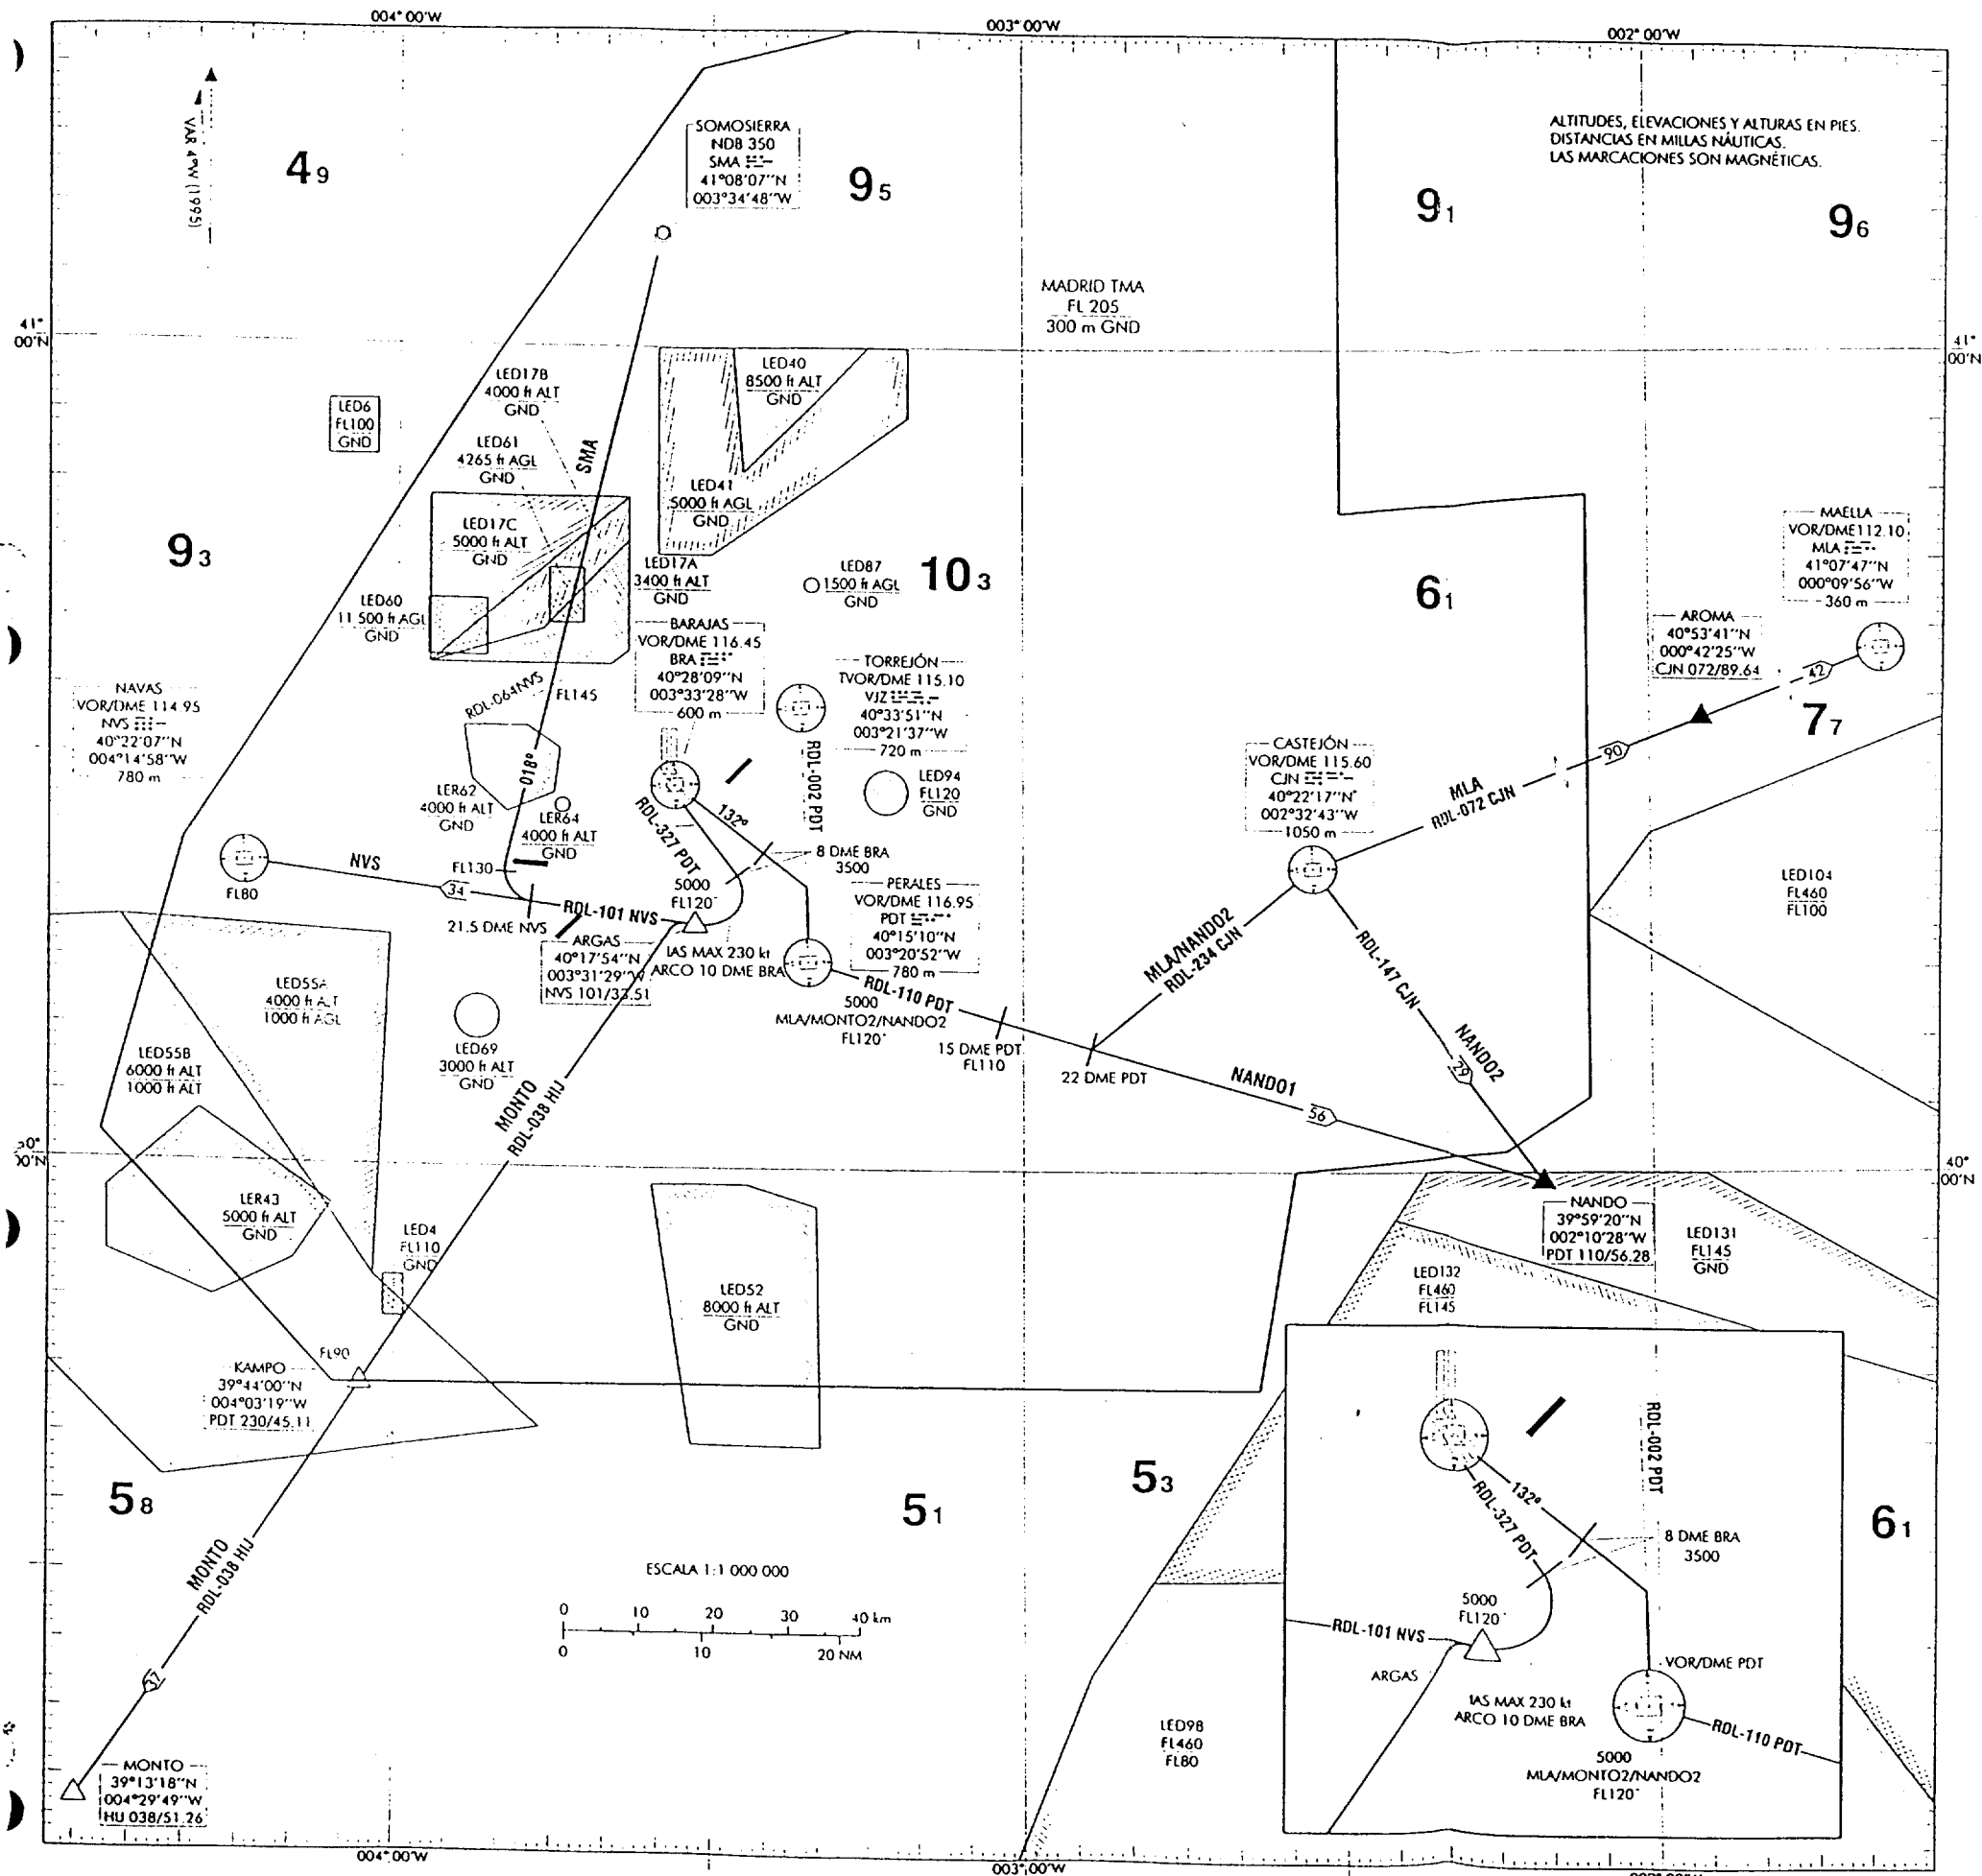 004° 00'W
003° 00'W
002° 00'W
VAR 4°W (1995)
49
95
91
96
SOMOSIERRA
NDB 350
SMA
41°08'07''N
003°34'48''W
ALTITUDES, ELEVACIONES Y ALTURAS EN PIES.
DISTANCIAS EN MILLAS NÁUTICAS.
LAS MARCACIONES SON MAGNÉTICAS.
MADRID TMA
FL 205
300 m GND
41°
00'N
41°
00'N
LED17B
4000 ft ALT
GND
LED40
8500 ft ALT
GND
LED6
FL100
GND
LED61
4265 ft AGL
GND
SMA
LED41
5000 ft AGL
GND
LED17C
5000 ft ALT
GND
93
LED17A
3400 ft ALT
GND
LED87
1500 ft AGL
GND
103
61
MAELLA
VOR/DME112.10
MLA
41°07'47''N
000°09'56''W
360 m
LED60
11 500 ft AGL
GND
BARAJAS
VOR/DME 116.45
BRA
40°28'09''N
003°33'28''W
600 m
AROMA
40°53'41''N
000°42'25''W
CJN 072/89.64
42
TORREJÓN
TVOR/DME 115.10
VJZ
40°33'51''N
003°21'37''W
720 m
NAVAS
VOR/DME 114.95
NVS
40°22'07''N
004°14'58''W
780 m
RDL-064NVS
FL145
77
90
CASTEJÓN
VOR/DME 115.60
CJN
40°22'17''N
002°32'43''W
1050 m
MLA
RDL-072 CJN
018°
RDL-002 PDT
LED94
FL120
GND
LER62
4000 ft ALT
GND
LER64
4000 ft ALT
GND
RDL-327 PDT
132°
8 DME BRA
3500
NVS
FL130
FL80
34
RDL-101 NVS
21.5 DME NVS
5000
FL120
PERALES
VOR/DME 116.95
PDT
40°15'10''N
003°20'52''W
780 m
LED104
FL460
FL100
ARGAS
40°17'54''N
003°31'29''W
NVS 101/33.51
IAS MAX 230 kt
ARCO 10 DME BRA
MLA/NANDO2
RDL-234 CJN
RDL-147 CJN
LED55A
4000 ft ALT
1000 ft AGL
RDL-110 PDT
5000
MLA/MONTO2/NANDO2
FL120
15 DME PDT
FL110
22 DME PDT
LED69
3000 ft ALT
GND
LED55B
6000 ft ALT
1000 ft ALT
MONTO
RDL-038 HIJ
NANDO1
56
29
NANDO2
00'N
40°
00'N
LER43
5000 ft ALT
GND
LED4
FL110
GND
NANDO
39°59'20''N
002°10'28''W
PDT 110/56.28
LED131
FL145
GND
LED52
8000 ft ALT
GND
LED132
FL460
FL145
FL90
KAMPO
39°44'00''N
004°03'19''W
PDT 230/45.11
58
51
53
61
RDL-002 PDT
132°
RDL-327 PDT
8 DME BRA
3500
MONTO
RDL-038 HIJ
ESCALA 1:1 000 000
0 10 20 30 40 km
0 10 20 NM
5000
FL120
RDL-101 NVS
ARGAS
VOR/DME PDT
IAS MAX 230 kt
ARCO 10 DME BRA
RDL-110 PDT
5000
MLA/MONTO2/NANDO2
FL120
37
LED98
FL460
FL80
MONTO
39°13'18''N
004°29'49''W
HIJ 038/51.26
004°00'W
003°00'W